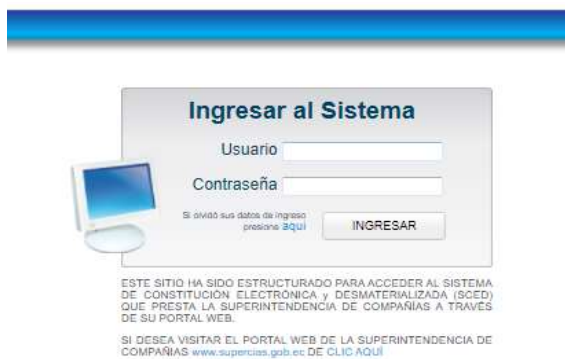 Ingresar al Sistema
Usuario
Contraseña
Si olvidó sus datos de ingreso
presione aquí
INGRESAR
ESTE SITIO HA SIDO ESTRUCTURADO PARA ACCEDER AL SISTEMA
DE CONSTITUCIÓN ELECTRÓNICA y DESMATERIALIZADA (SCED)
QUE PRESTA LA SUPERINTENDENCIA DE COMPAÑIAS A TRAVÉS
DE SU PORTAL WEB.
SI DESEA VISITAR EL PORTAL WEB DE LA SUPERINTENDENCIA DE
COMPAÑIAS www.supercias.gob.ec DE CLIC AQUÍ